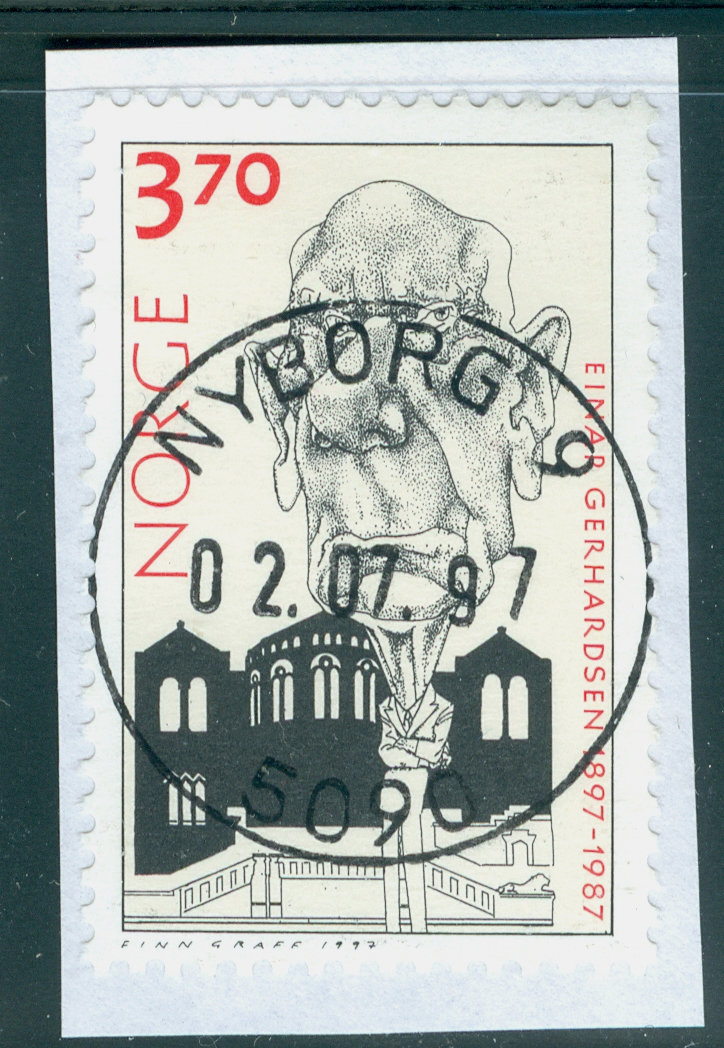 3.70
NORGE
EINAR GERHARDSEN 1897-1987
NYBORG 9
02.07.97
5090
FINN GRAFF 1997